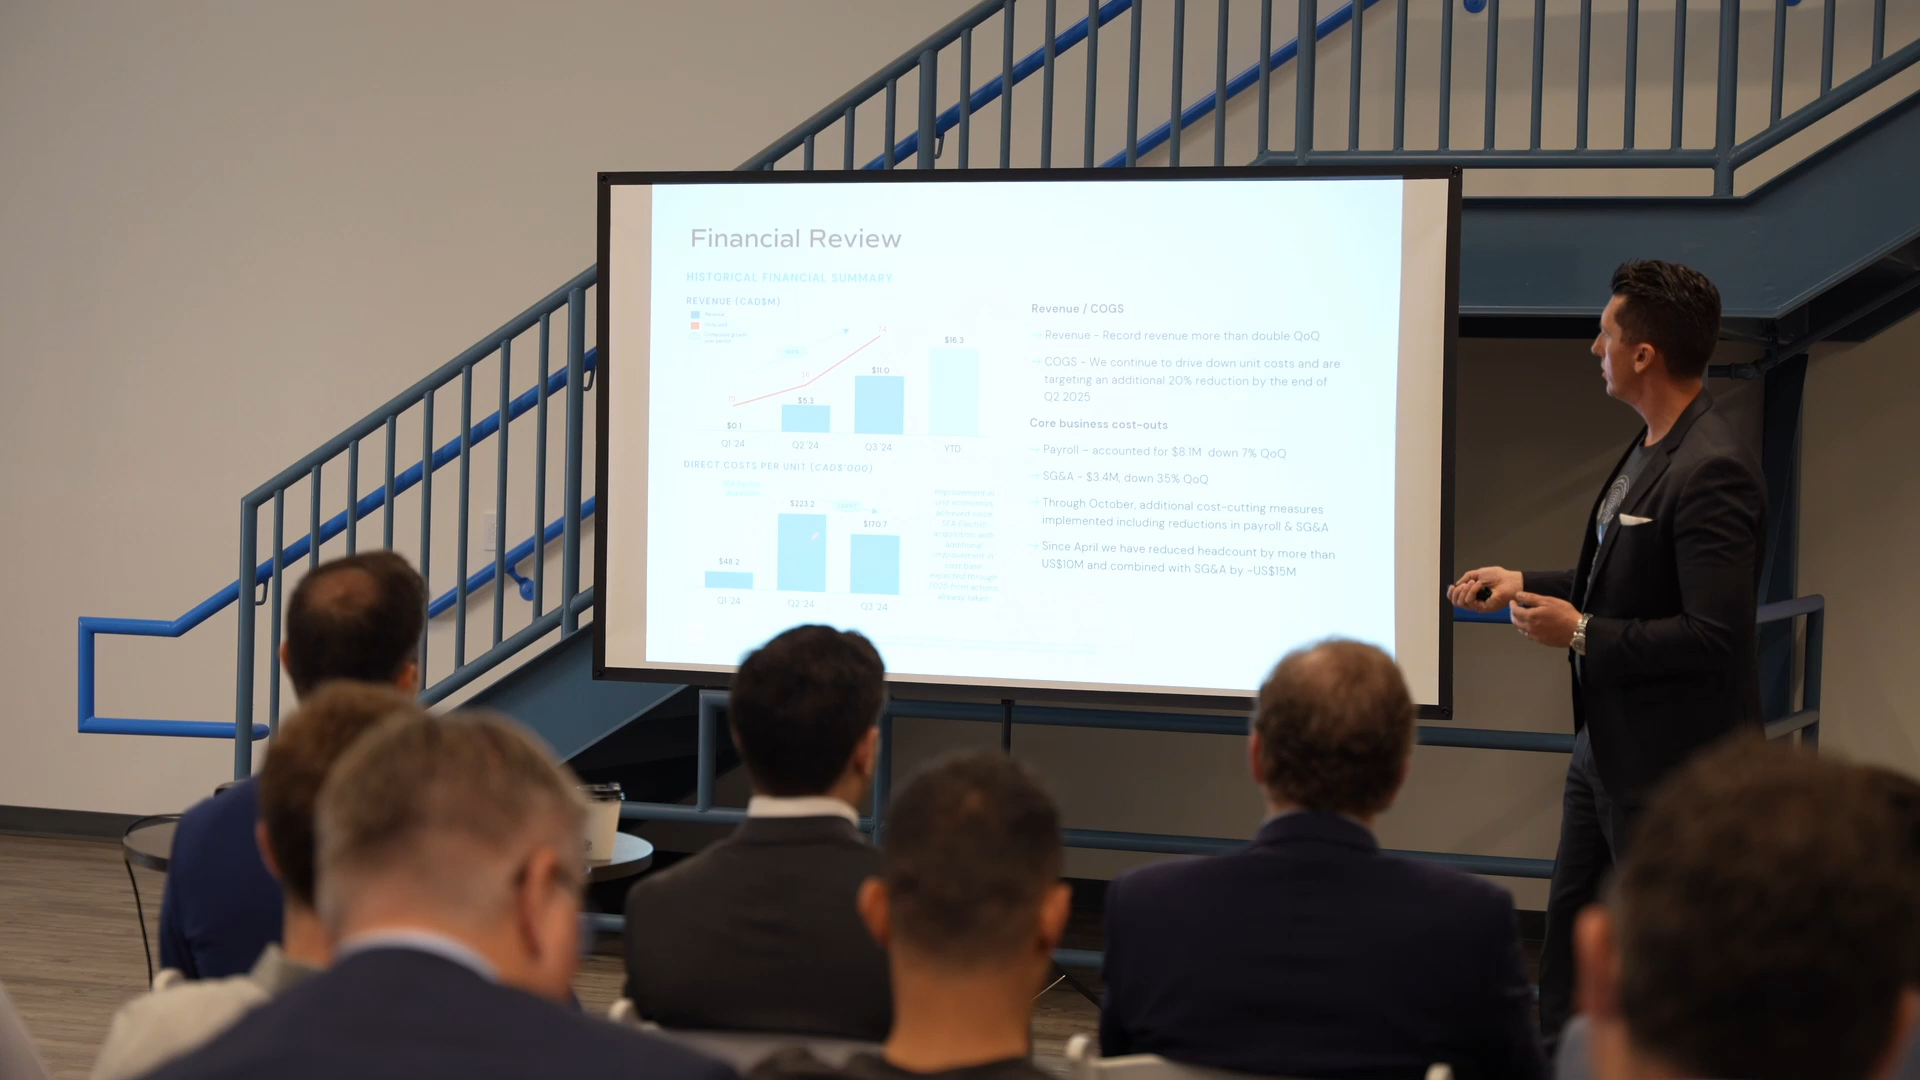 Financial Review
HISTORICAL FINANCIAL SUMMARY
REVENUE (CAD$M)
Revenue
$16.3
$11.0
$5.3
$0.1
Q1 '24
Q2 '24
Q3 '24
YTD
DIRECT COSTS PER UNIT (CAD$'000)
$223.2
$170.7
$48.2
Q1 '24
Q2 '24
Q3 '24
Revenue / COGS
Revenue - Record revenue more than double QoQ
COGS - We continue to drive down unit costs and are
targeting an additional 20% reduction by the end of
Q2 2025
Core business cost-outs
Payroll – accounted for $8.1M down 7% QoQ
SG&A - $3.4M, down 35% QoQ
Through October, additional cost-cutting measures
implemented including reductions in payroll & SG&A
Since April we have reduced headcount by more than
US$10M and combined with SG&A by ~US$15M